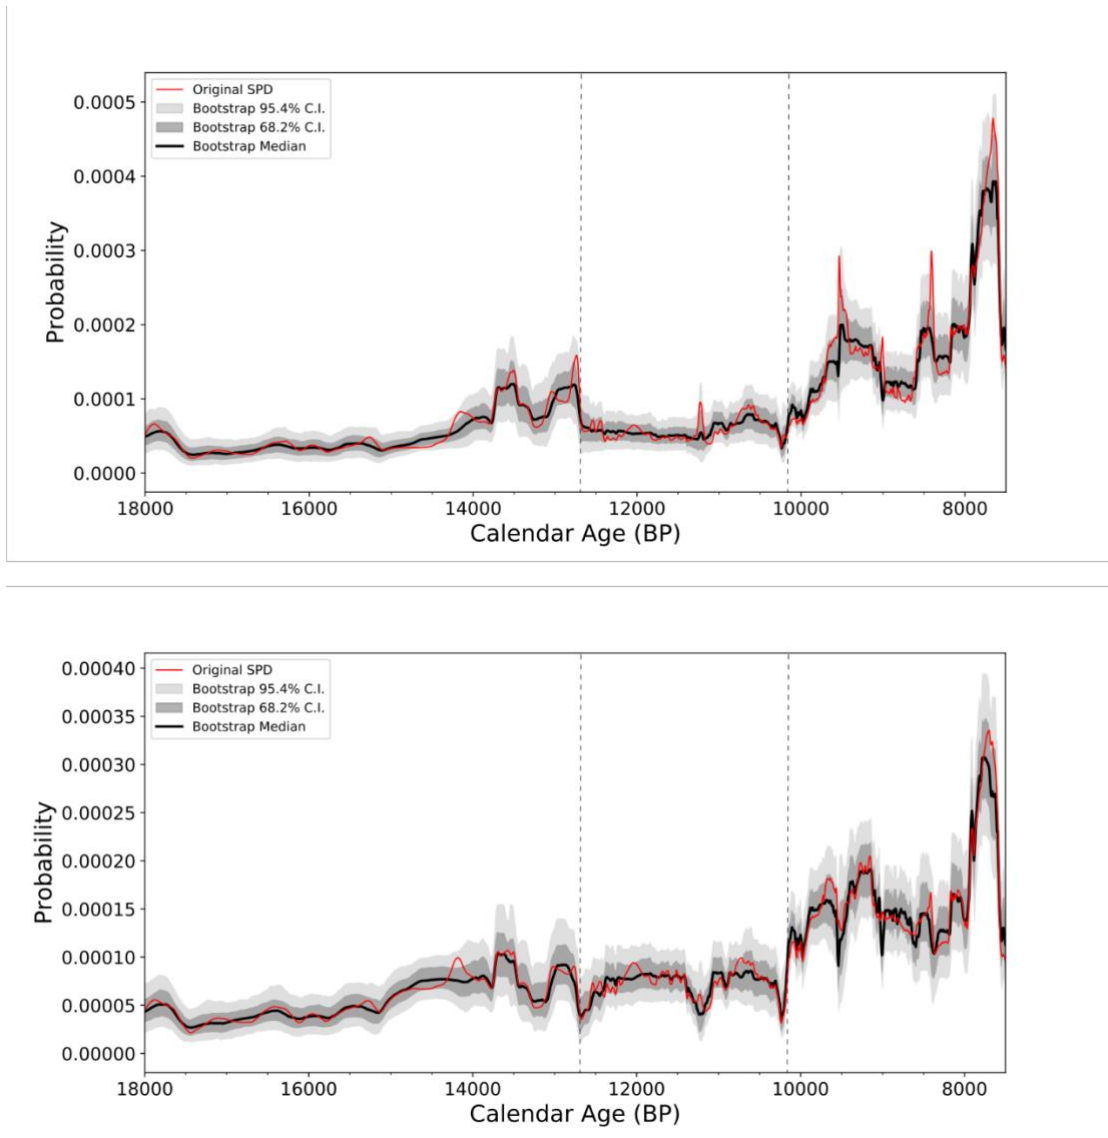 Original SPD
Bootstrap 95.4% C.I.
Bootstrap 68.2% C.I.
Bootstrap Median
0.0005
0.0004
0.0003
0.0002
0.0001
0.0000
Probability
18000 16000 14000 12000 10000 8000
Calendar Age (BP)
Original SPD
Bootstrap 95.4% C.I.
Bootstrap 68.2% C.I.
Bootstrap Median
0.00040
0.00035
0.00030
0.00025
0.00020
0.00015
0.00010
0.00005
0.00000
Probability
18000 16000 14000 12000 10000 8000
Calendar Age (BP)